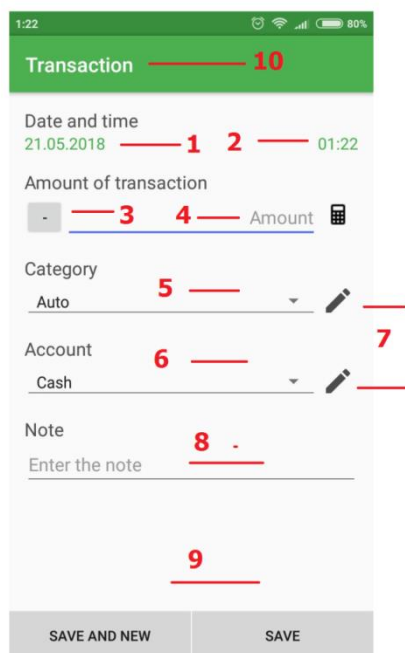 1:22 80%
Transaction 10
Date and time
21.05.2018 1 2 01:22
Amount of transaction
- 3 4 Amount
Category
5
Auto
7
Account
6
Cash
Note
8 -
Enter the note
9
SAVE AND NEW SAVE